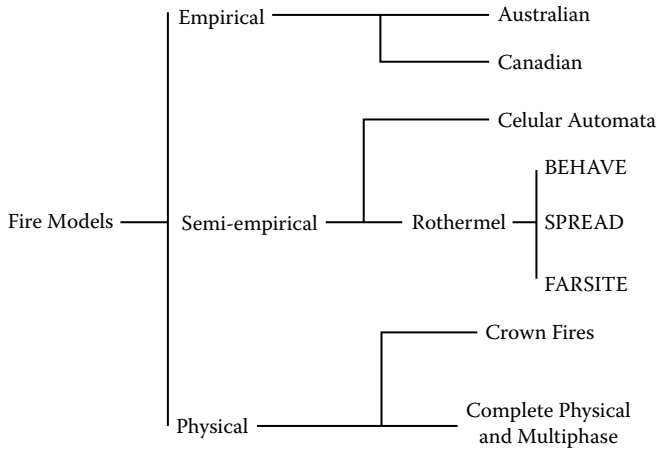 Empirical
Australian
Canadian
Celular Automata
BEHAVE
Fire Models
Semi-empirical
Rothermel
SPREAD
FARSITE
Crown Fires
Physical
Complete Physical
and Multiphase